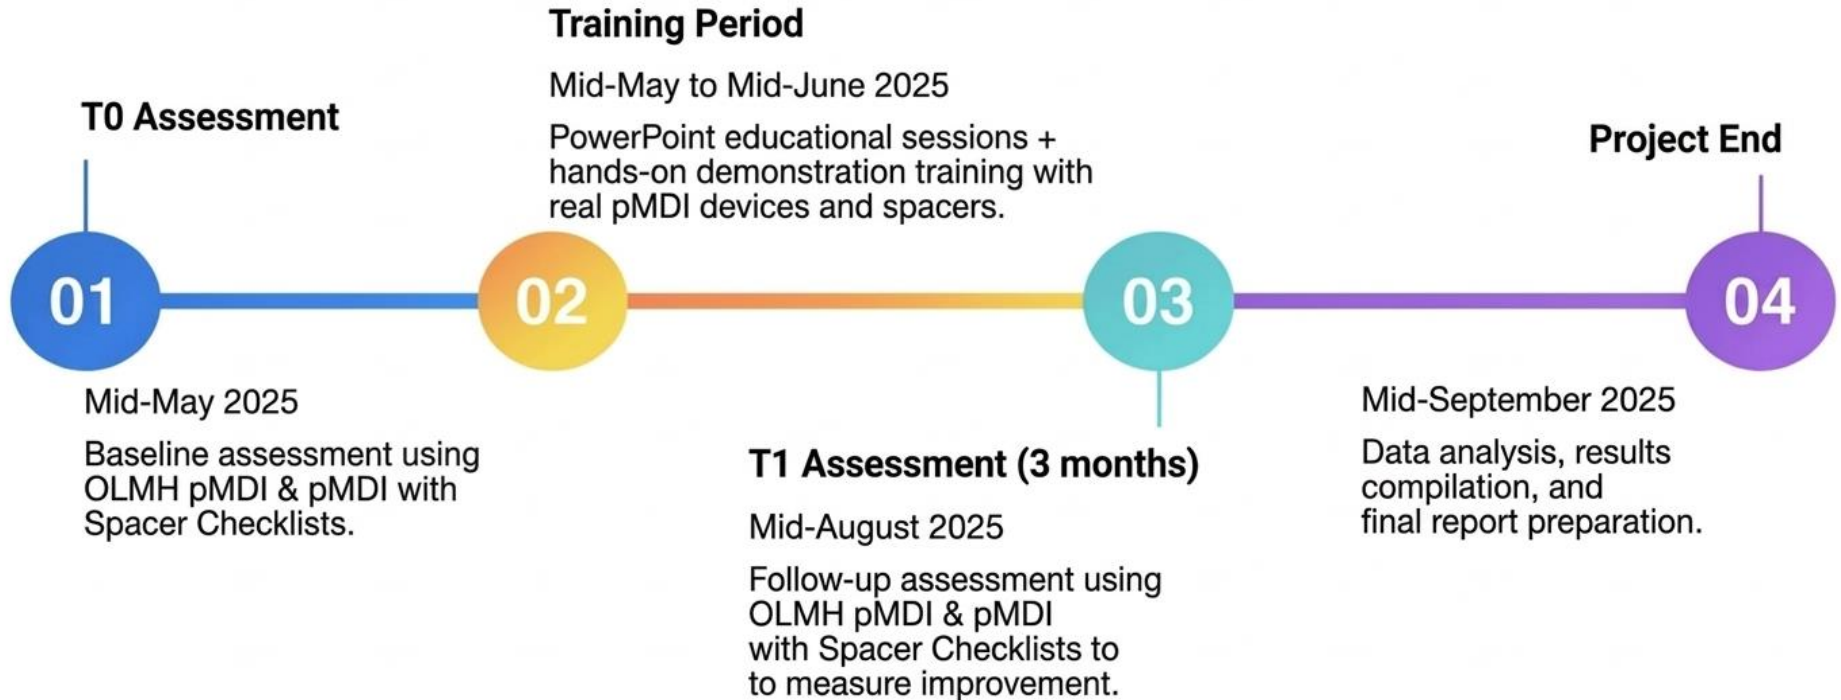 T0 Assessment
01
Mid-May 2025
Baseline assessment using
OLMH pMDI & pMDI with
Spacer Checklists.
Training Period
Mid-May to Mid-June 2025
PowerPoint educational sessions +
hands-on demonstration training with
real pMDI devices and spacers.
02
03
T1 Assessment (3 months)
Mid-August 2025
Follow-up assessment using
OLMH pMDI & pMDI
with Spacer Checklists to
to measure improvement.
Project End
04
Mid-September 2025
Data analysis, results
compilation, and
final report preparation.